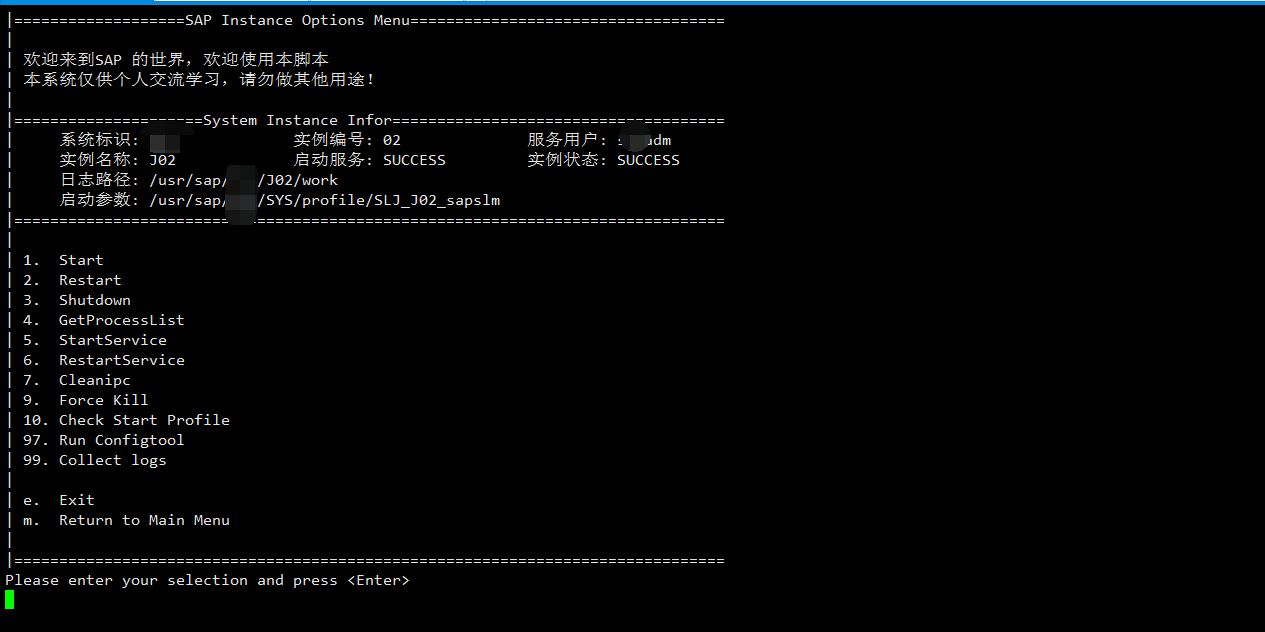 |===================SAP Instance Options Menu===================================
|
| 欢迎来到SAP 的世界，欢迎使用本脚本
| 本系统仅供个人交流学习，请勿做其他用途！
|
|=====================System Instance Infor=====================================
| 系统标识： 实例编号： 02 服务用户： adm
| 实例名称： J02 启动服务： SUCCESS 实例状态： SUCCESS
| 日志路径： /usr/sap/ /J02/work
| 启动参数： /usr/sap/ /SYS/profile/SLJ_J02_sapslm
|===============================================================================
|
| 1. Start
| 2. Restart
| 3. Shutdown
| 4. GetProcessList
| 5. StartService
| 6. RestartService
| 7. Cleanipc
| 9. Force Kill
| 10. Check Start Profile
| 97. Run Configtool
| 99. Collect logs
|
| e. Exit
| m. Return to Main Menu
|
|===============================================================================
Please enter your selection and press <Enter>